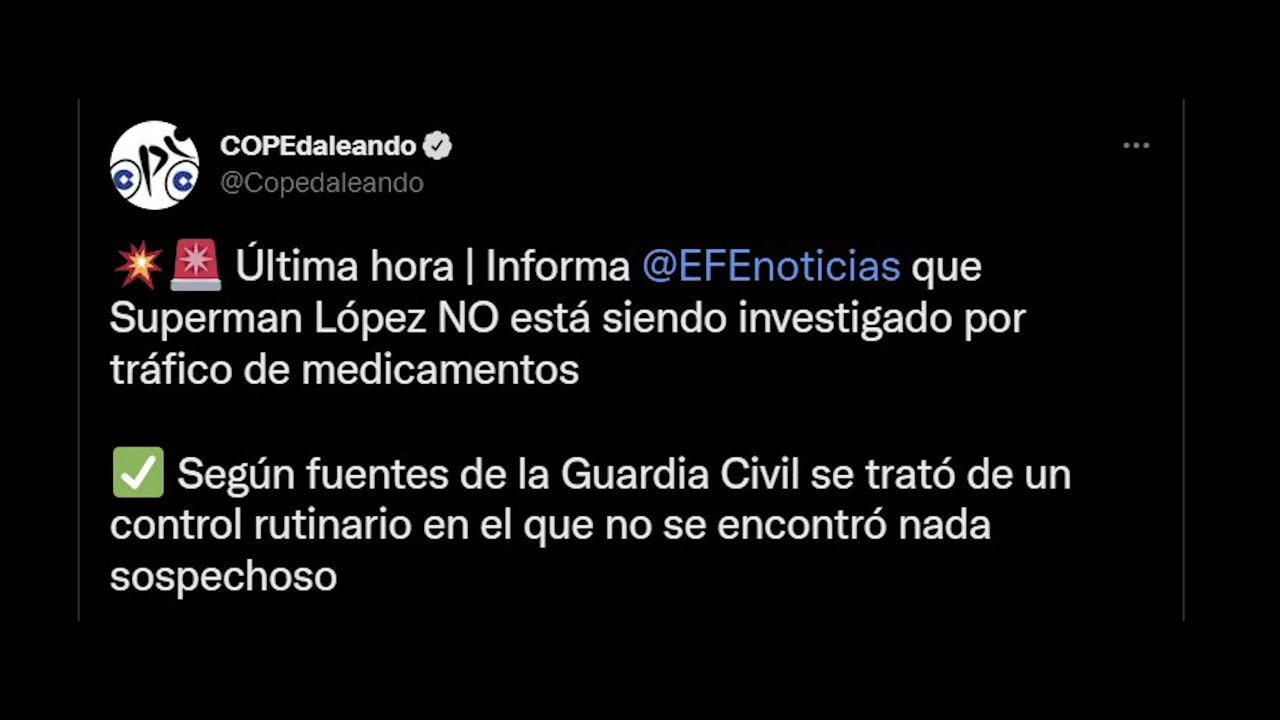 COPEdaleando
@Copedaleando
💥🚨 Última hora | Informa @EFEnoticias que
Superman López NO está siendo investigado por
tráfico de medicamentos
✅ Según fuentes de la Guardia Civil se trató de un
control rutinario en el que no se encontró nada
sospechoso